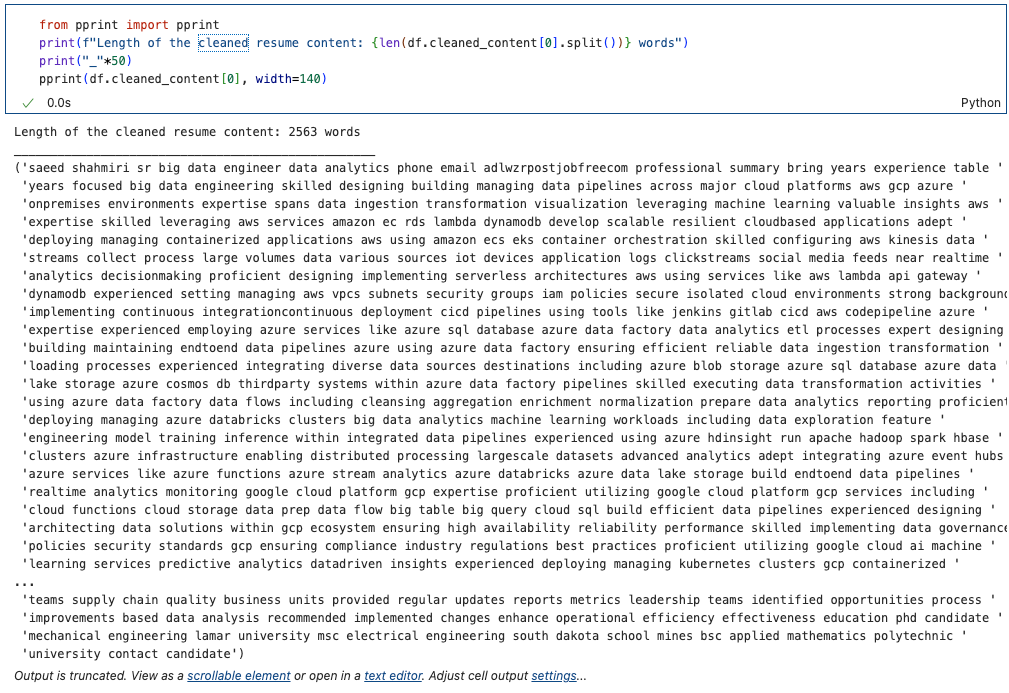 from pprint import pprint
print(f"Length of the cleaned resume content: {len(df.cleaned_content[0].split())} words")
print("_"*50)
pprint(df.cleaned_content[0], width=140)
0.0s
Python
Length of the cleaned resume content: 2563 words
__________________________________________________
('saeed shahmiri sr big data engineer data analytics phone email adlwzrpostjobfreecom professional summary bring years experience table '
'years focused big data engineering skilled designing building managing data pipelines across major cloud platforms aws gcp azure '
'onpremises environments expertise spans data ingestion transformation visualization leveraging machine learning valuable insights aws '
'expertise skilled leveraging aws services amazon ec rds lambda dynamodb develop scalable resilient cloudbased applications adept '
'deploying managing containerized applications aws using amazon ecs eks container orchestration skilled configuring aws kinesis data '
'streams collect process large volumes data various sources iot devices application logs clickstreams social media feeds near realtime '
'analytics decisionmaking proficient designing implementing serverless architectures aws using services like aws lambda api gateway '
'dynamodb experienced setting managing aws vpcs subnets security groups iam policies secure isolated cloud environments strong background
'implementing continuous integrationcontinuous deployment cicd pipelines using tools like jenkins gitlab cicd aws codepipeline azure '
'expertise experienced employing azure services like azure sql database azure data factory data analytics etl processes expert designing
'building maintaining endtoend data pipelines azure using azure data factory ensuring efficient reliable data ingestion transformation '
'loading processes experienced integrating diverse data sources destinations including azure blob storage azure sql database azure data '
'lake storage azure cosmos db thirdparty systems within azure data factory pipelines skilled executing data transformation activities '
'using azure data factory data flows including cleansing aggregation enrichment normalization prepare data analytics reporting proficient
'deploying managing azure databricks clusters big data analytics machine learning workloads including data exploration feature '
'engineering model training inference within integrated data pipelines experienced using azure hdinsight run apache hadoop spark hbase '
'clusters azure infrastructure enabling distributed processing largescale datasets advanced analytics adept integrating azure event hubs
'azure services like azure functions azure stream analytics azure databricks azure data lake storage build endtoend data pipelines '
'realtime analytics monitoring google cloud platform gcp expertise proficient utilizing google cloud platform gcp services including '
'cloud functions cloud storage data prep data flow big table big query cloud sql build efficient data pipelines experienced designing '
'architecting data solutions within gcp ecosystem ensuring high availability reliability performance skilled implementing data governance
'policies security standards gcp ensuring compliance industry regulations best practices proficient utilizing google cloud ai machine '
'learning services predictive analytics datadriven insights experienced deploying managing kubernetes clusters gcp containerized '
...
'teams supply chain quality business units provided regular updates reports metrics leadership teams identified opportunities process '
'improvements based data analysis recommended implemented changes enhance operational efficiency effectiveness education phd candidate '
'mechanical engineering lamar university msc electrical engineering south dakota school mines bsc applied mathematics polytechnic '
'university contact candidate')
Output is truncated. View as a scrollable element or open in a text editor. Adjust cell output settings...